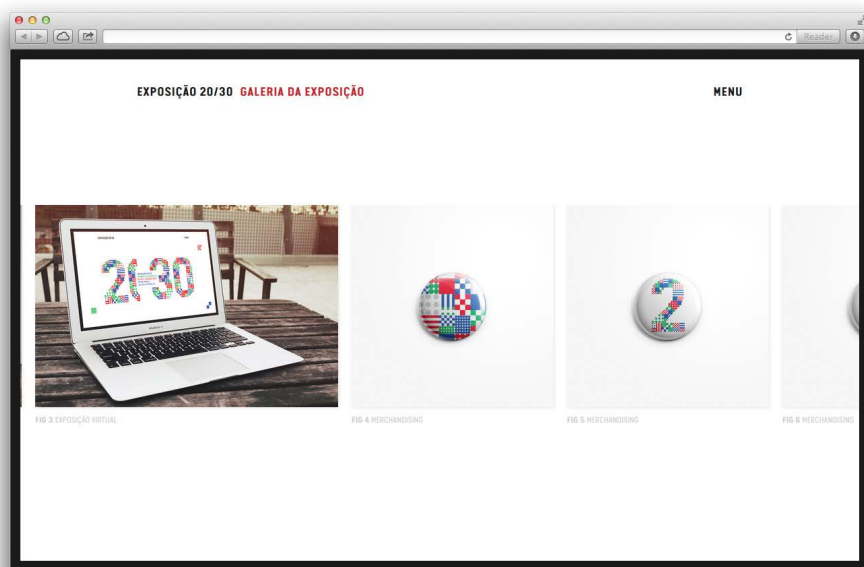 Reader
EXPOSIÇÃO 20/30 GALERIA DA EXPOSIÇÃO
MENU
2
FIG 3 EXPOSIÇÃO VIRTUAL
FIG 4 MERCHANDISING
FIG 5 MERCHANDISING
FIG 6 MERCHANDISING